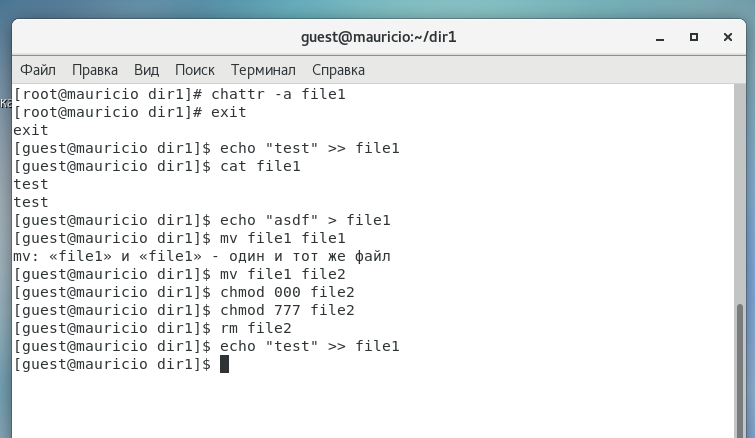 guest@mauricio:~/dir1
Файл Правка Вид Поиск Терминал Справка
ка
[root@mauricio dir1]# chattr -a file1
[root@mauricio dir1]# exit
exit
[guest@mauricio dir1]$ echo "test" >> file1
[guest@mauricio dir1]$ cat file1
test
test
[guest@mauricio dir1]$ echo "asdf" > file1
[guest@mauricio dir1]$ mv file1 file1
mv: «file1» и «file1» - один и тот же файл
[guest@mauricio dir1]$ mv file1 file2
[guest@mauricio dir1]$ chmod 000 file2
[guest@mauricio dir1]$ chmod 777 file2
[guest@mauricio dir1]$ rm file2
[guest@mauricio dir1]$ echo "test" >> file1
[guest@mauricio dir1]$